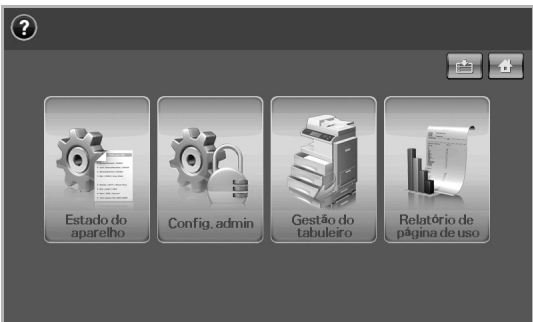 ?
Estado do
aparelho
Config. admin
Gestão do
tabuleiro
Relatório de
página de uso